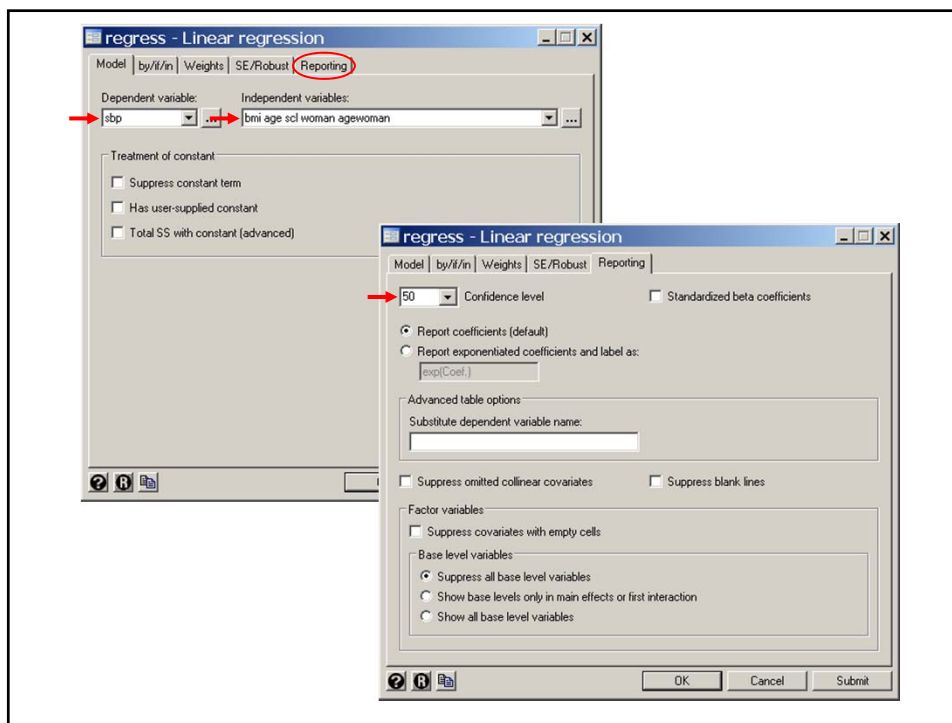 regress - Linear regression
Model by/if/in Weights SE/Robust Reporting
Dependent variable: Independent variables:
sbp ... bmi age scl woman agewoman ...
Treatment of constant
Suppress constant term
Has user-supplied constant
Total SS with constant (advanced)
regress - Linear regression
Model by/if/in Weights SE/Robust Reporting
50 Confidence level Standardized beta coefficients
Report coefficients (default)
Report exponentiated coefficients and label as:
exp(Coef.)
Advanced table options
Substitute dependent variable name:
Suppress omitted collinear covariates Suppress blank lines
Factor variables
Suppress covariates with empty cells
Base level variables
Suppress all base level variables
Show base levels only in main effects or first interaction
Show all base level variables
? R
? R OK Cancel Submit